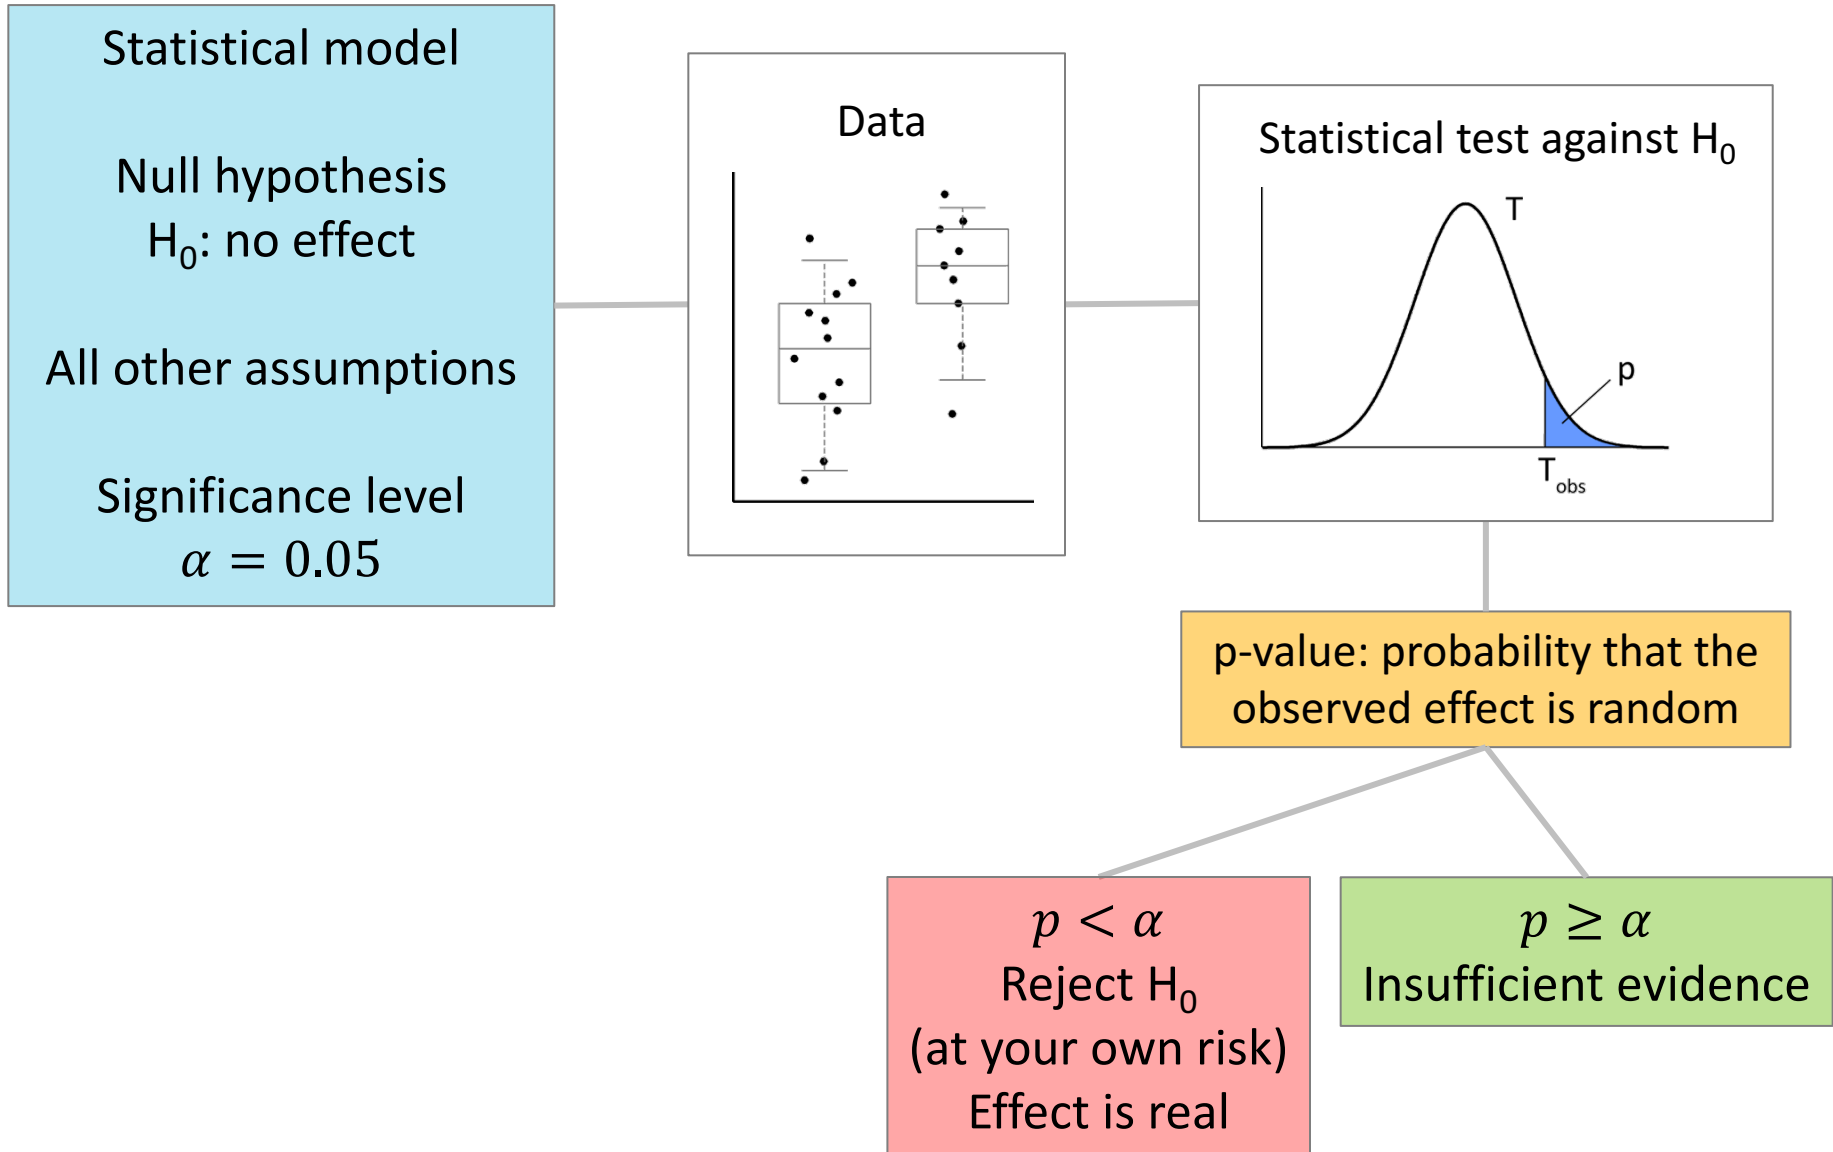 Statistical model
Null hypothesis
H₀: no effect
All other assumptions
Significance level
α = 0.05
Data
Statistical test against H₀
T
p
T_obs
p-value: probability that the
observed effect is random
p < α
Reject H₀
(at your own risk)
Effect is real
p ≥ α
Insufficient evidence